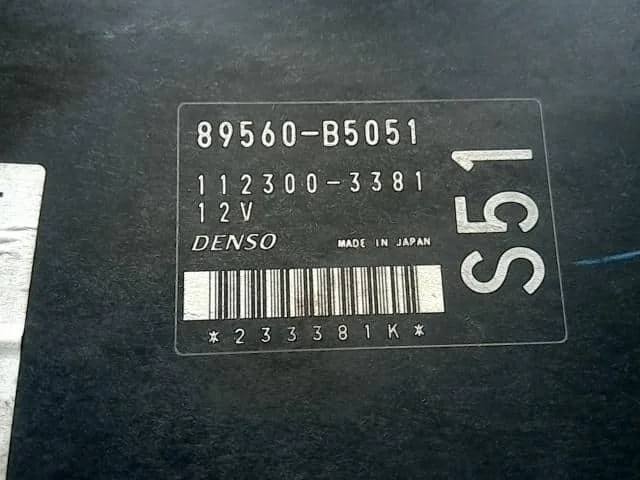 89560-B5051
112300-3381
12V
DENSO MADE IN JAPAN
*233381K*
S51